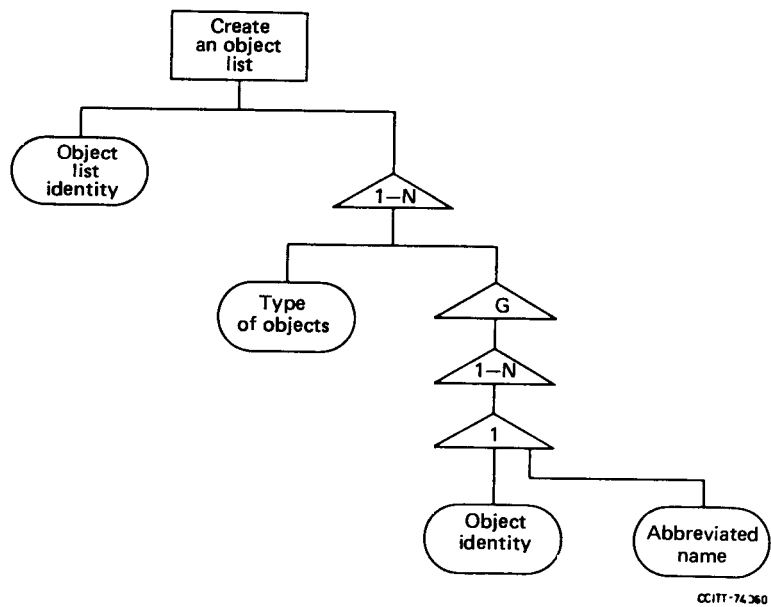 Create
an object
list
Object
list
identity
1–N
Type
of objects
G
1–N
1
Object
identity
Abbreviated
name
CCITT-74360